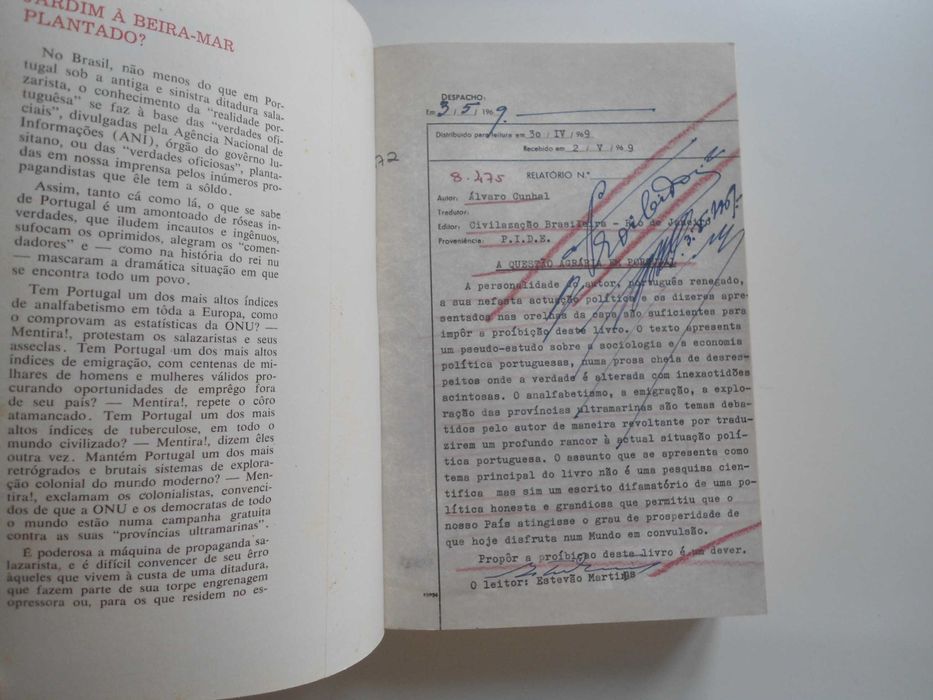 JARDIM À BEIRA-MAR
PLANTADO?
No Brasil, não menos do que em Por-
tugal sob a antiga e sinistra ditadura sala-
zarista, o conhecimento da "realidade por-
tuguêsa" se faz à base das "verdades ofi-
ciais", divulgadas pela Agência Nacional de
Informações (ANI), órgão do govêrno lu-
sitano, ou das "verdades oficiosas", planta-
das em nossa imprensa pelos inúmeros pro-
pagandistas que êle tem a sôldo.
Assim, tanto cá como lá, o que se sabe
de Portugal é um amontoado de róseas in-
verdades, que iludem incautos e ingênuos,
sufocam os oprimidos, alegram os "comen-
dadores" e — como na história do rei nu
— mascaram a dramática situação em que
se encontra todo um povo.
Tem Portugal um dos mais altos índices
de analfabetismo em tôda a Europa, como
o comprovam as estatísticas da ONU? —
Mentira!, protestam os salazaristas e seus
asseclas. Tem Portugal um dos mais altos
índices de emigração, com centenas de mi-
lhares de homens e mulheres válidos pro-
curando oportunidades de emprêgo fora
de seu país? — Mentira!, repete o côro
atamancado. Tem Portugal um dos mais
altos índices de tuberculose, em todo o
mundo civilizado? — Mentira!, dizem êles
outra vez. Mantém Portugal um dos mais
retrógrados e brutais sistemas de explora-
ção colonial do mundo moderno? — Men-
tira!, exclamam os colonialistas, convenci-
dos de que a ONU e os democratas de todo
o mundo estão numa campanha gratuita
contra as suas "províncias ultramarinas".
É poderosa a máquina de propaganda sa-
lazarista, e é difícil convencer de seu êrro
àqueles que vivem à custa de uma ditadura,
que fazem parte de sua torpe engrenagem
opressora ou, para os que residem no es-
DESPACHO:
Em 3/5/1969.
Distribuído para leitura em 30/IV/969
Recebido em 2/V/969
72
8.475 RELATÓRIO N.º
Autor: Álvaro Cunhal
Tradutor:
Editor: Civilazação Brasileira - Rio de Janeiro
Proveniência: P.I.D.E.
A QUESTÃO AGRÁRIA EM PORTUGAL
A personalidade do autor, português renegado,
a sua nefasta actuação política e os dizeres apre-
sentados nas orelhas da capa são suficientes para
impôr a proibição deste livro. O texto apresenta
um pseudo-estudo sobre a sociologia e a economia
política portuguesas, numa prosa cheia de desres-
peitos onde a verdade é alterada com inexactidões
acintosas. O analfabetismo, a emigração, a explo-
ração das províncias ultramarinas são temas deba-
tidos pelo autor de maneira revoltante por tradu-
zirem um profundo rancor à actual situação polí-
tica portuguesa. O assunto que se apresenta como
tema principal do livro não é uma pesquisa cien-
tífica mas sim um escrito difamatório de uma po-
lítica honesta e grandiosa que permitiu que o
nosso País atingisse o grau de prosperidade de
que hoje disfruta num Mundo em convulsão.
Propôr a proibiçao deste livro é um dever.
O leitor: Estevão Martins